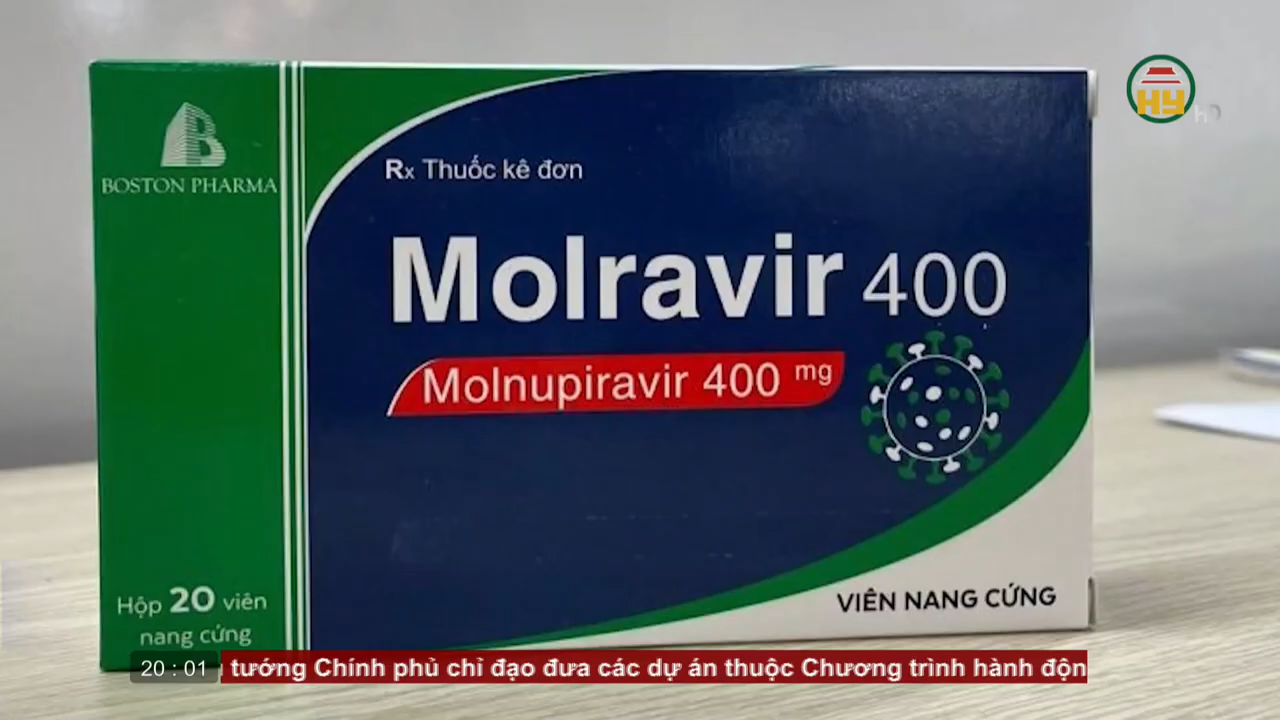 BOSTON PHARMA
Rx Thuốc kê đơn
Molravir 400
Molnupiravir 400 mg
Hộp 20 viên
nang cứng
VIÊN NANG CỨNG
HY
HD
20 : 01
tướng Chính phủ chỉ đạo đưa các dự án thuộc Chương trình hành độn